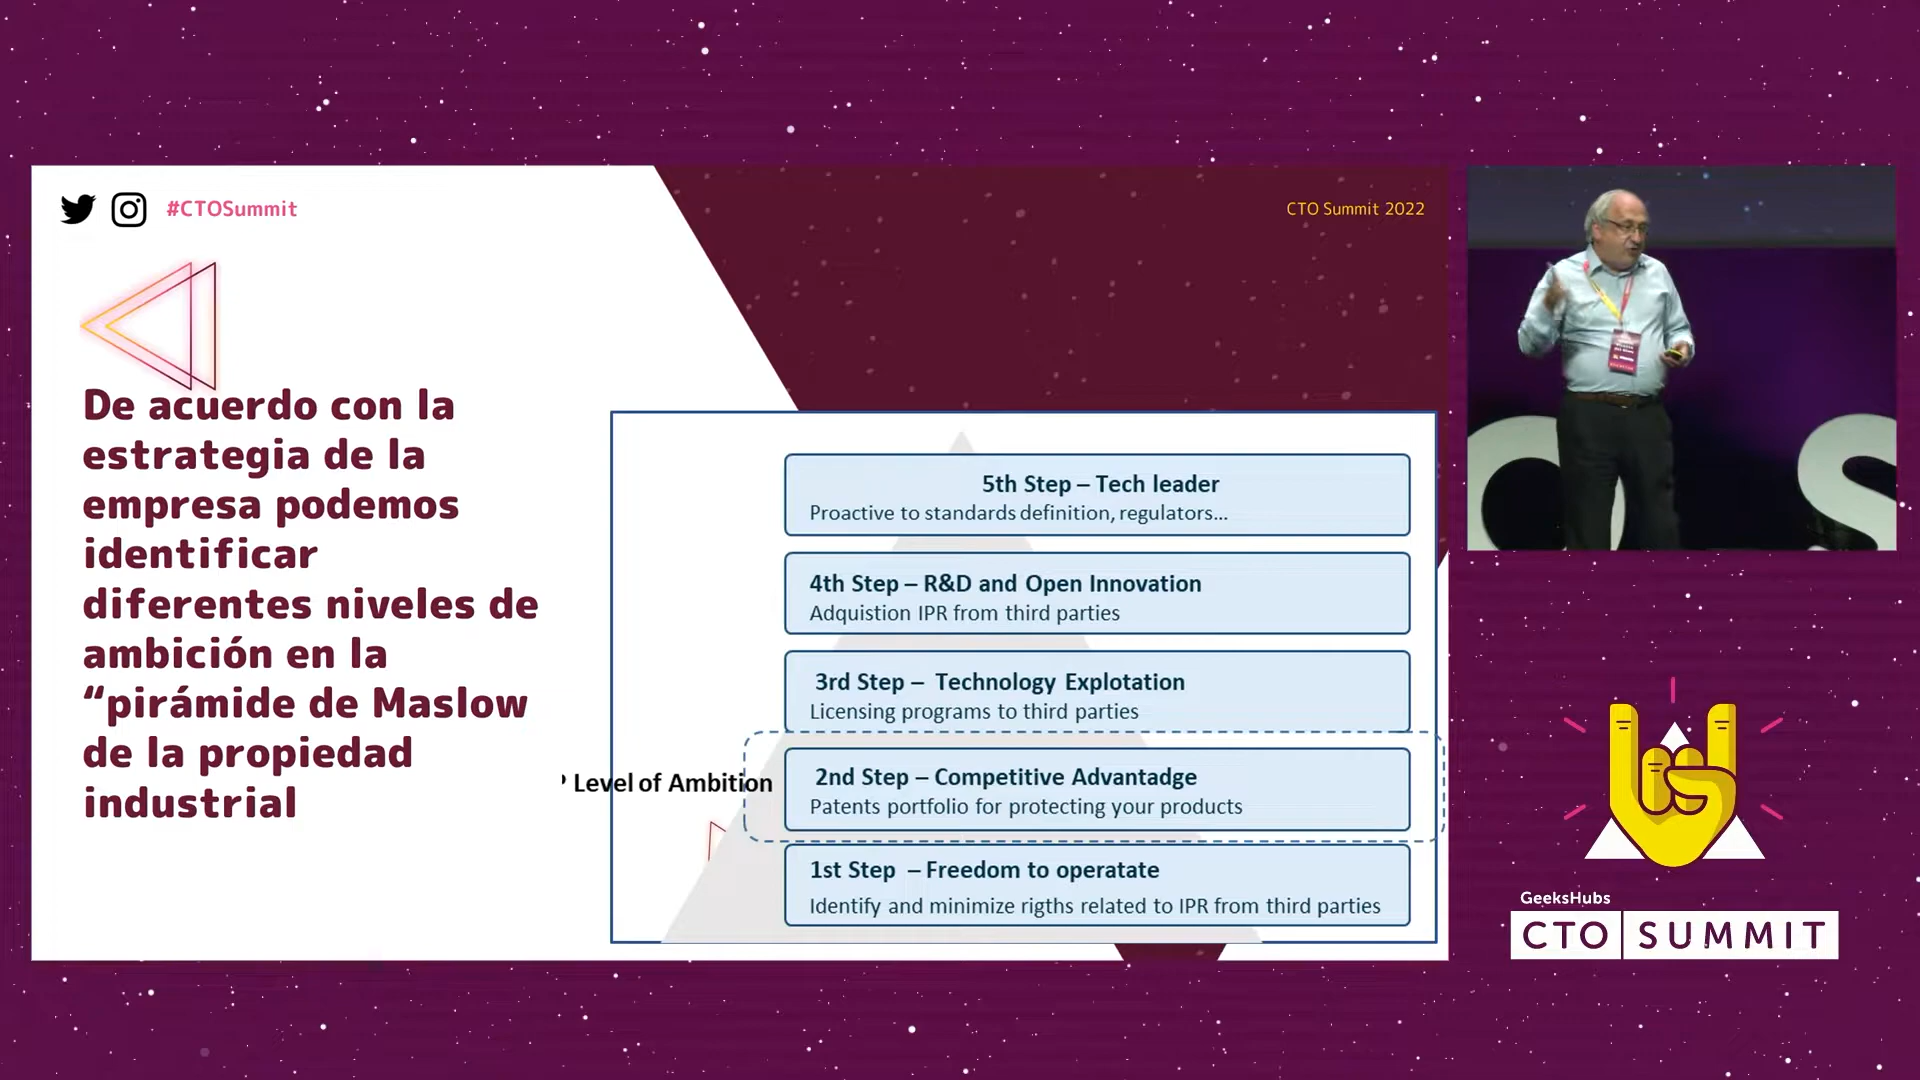 #CTOSummit
CTO Summit 2022
De acuerdo con la
estrategia de la
empresa podemos
identificar
diferentes niveles de
ambición en la
“pirámide de Maslow
de la propiedad
industrial
5th Step – Tech leader
Proactive to standards definition, regulators...
4th Step – R&D and Open Innovation
Adquistion IPR from third parties
3rd Step – Technology Explotation
Licensing programs to third parties
Level of Ambition
2nd Step – Competitive Advantadge
Patents portfolio for protecting your products
1st Step – Freedom to operatate
Identify and minimize rigths related to IPR from third parties
GeeksHubs
CTO SUMMIT